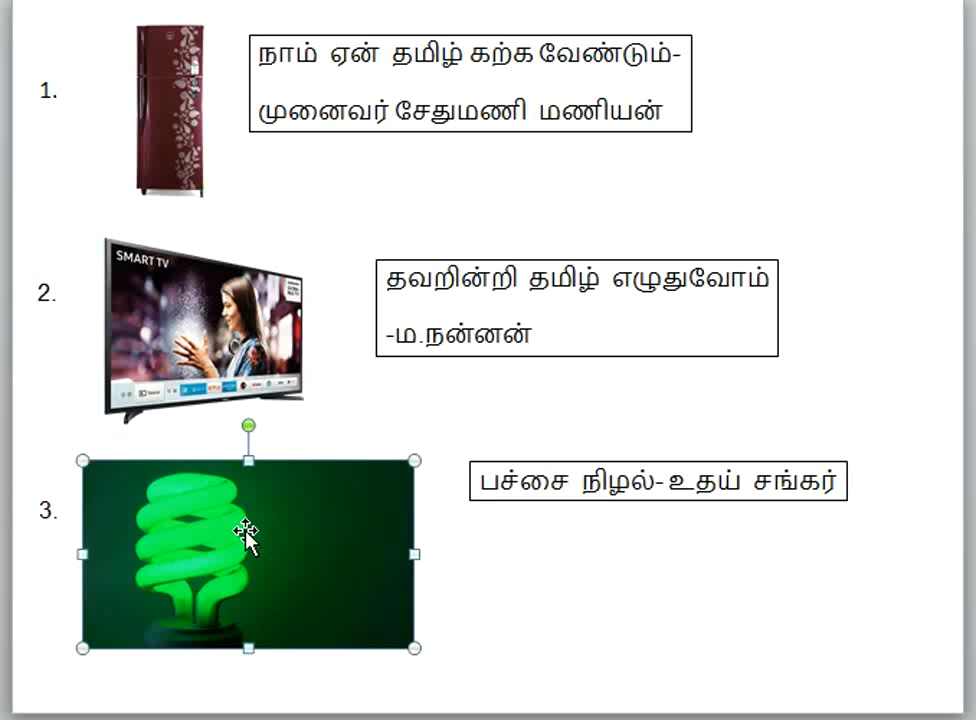 1.
நாம் ஏன் தமிழ் கற்க வேண்டும்-
முனைவர் சேதுமணி மணியன்
2.
SMART TV
தவறின்றி தமிழ் எழுதுவோம்
-ம.நன்னன்
3.
பச்சை நிழல்- உதய் சங்கர்